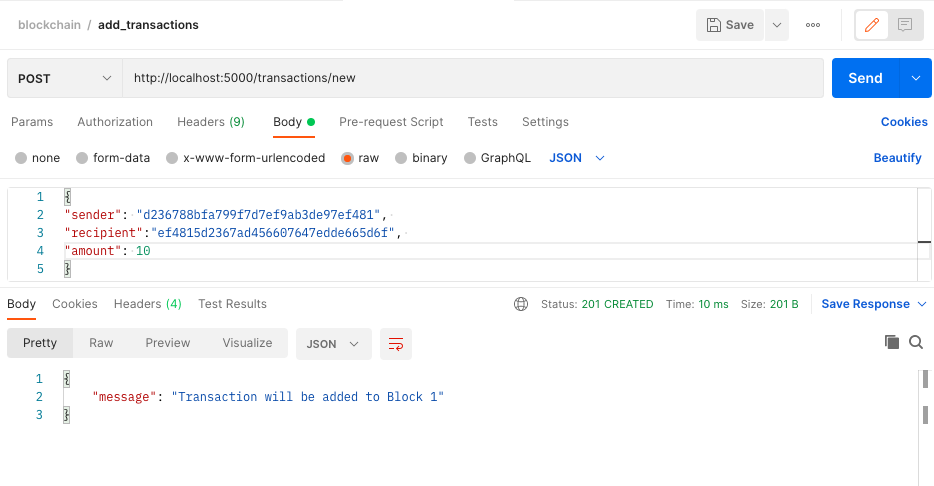 blockchain / add_transactions Save
POST http://localhost:5000/transactions/new Send
Params Authorization Headers (9) Body Pre-request Script Tests Settings Cookies
none form-data x-www-form-urlencoded raw binary GraphQL JSON Beautify
1 {
2 "sender": "d236788bfa799f7d7ef9ab3de97ef481",
3 "recipient":"ef4815d2367ad456607647edde665d6f",
4 "amount": 10
5 }
Body Cookies Headers (4) Test Results Status: 201 CREATED Time: 10 ms Size: 201 B Save Response
Pretty Raw Preview Visualize JSON
1 {
2 "message": "Transaction will be added to Block 1"
3 }